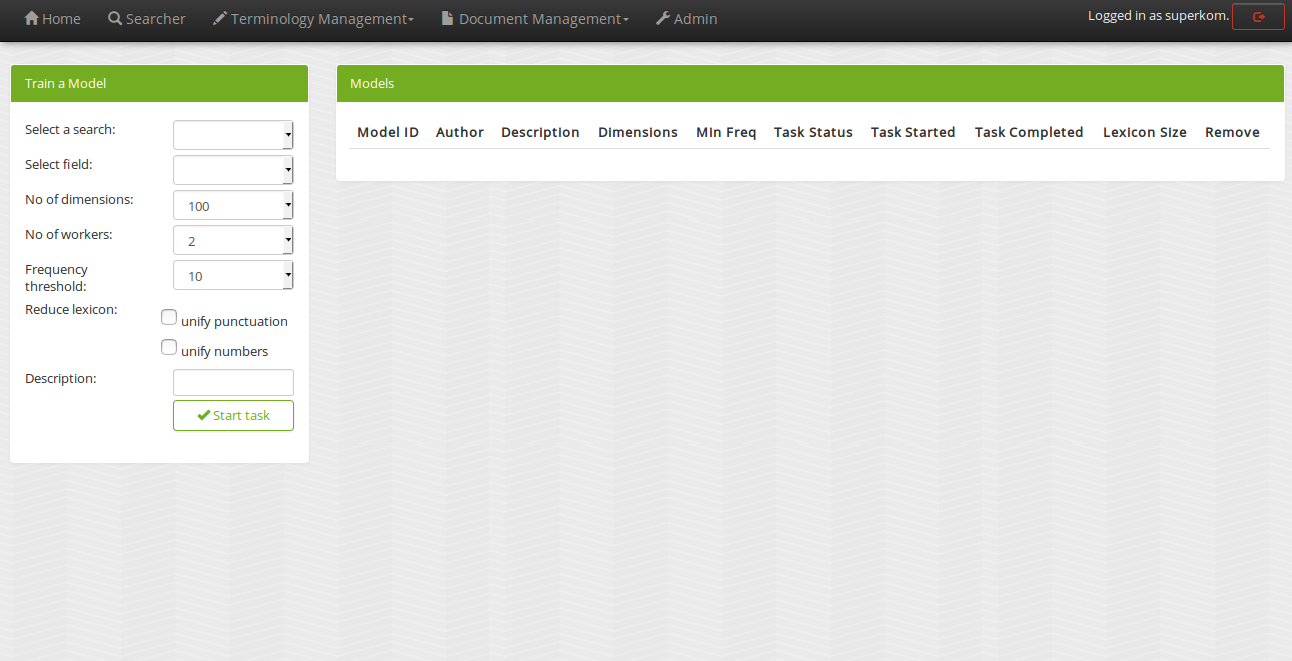 Home Searcher Terminology Management Document Management Admin Logged in as superkom.
Train a Model
Select a search:
Select field:
No of dimensions: 100
No of workers: 2
Frequency
threshold: 10
Reduce lexicon: unify punctuation
unify numbers
Description:
Start task
Models
Model ID Author Description Dimensions Min Freq Task Status Task Started Task Completed Lexicon Size Remove